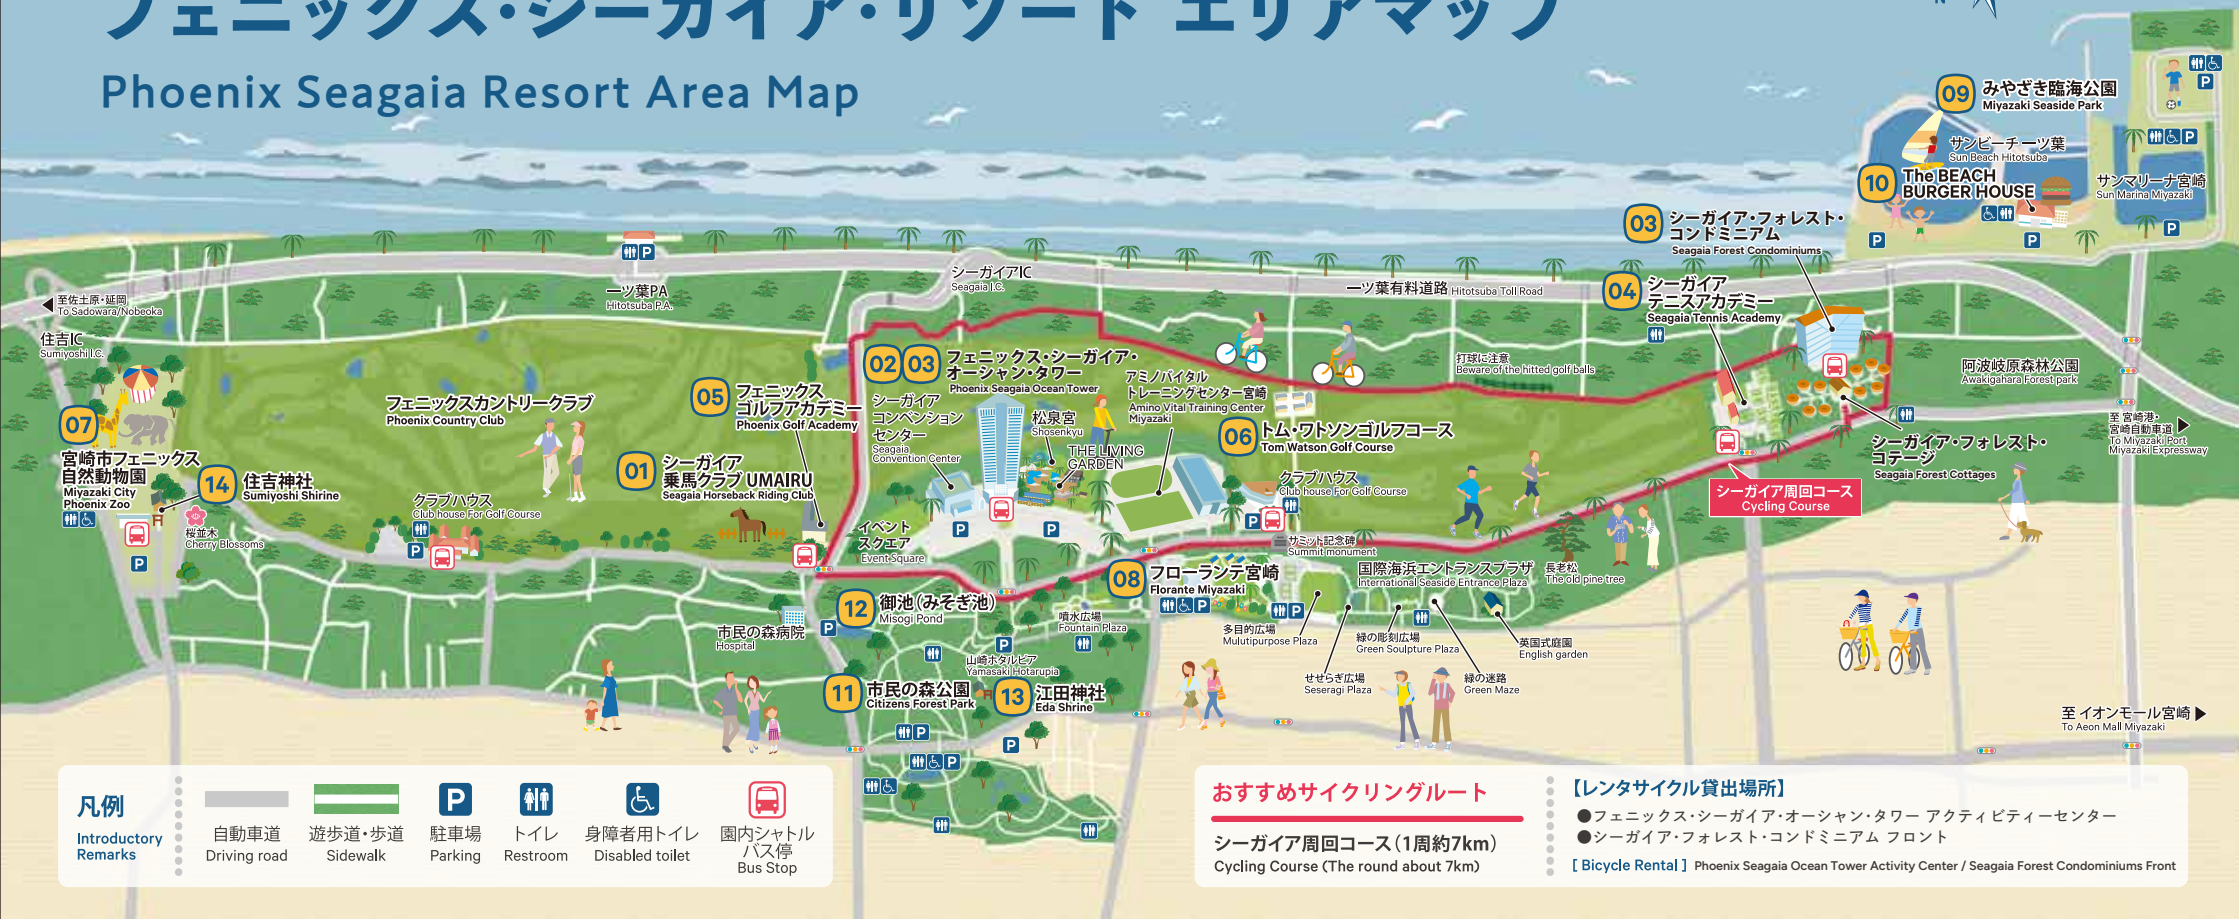 フェニックス・シーガイア・リゾート エリアマップ
Phoenix Seagaia Resort Area Map
N
09
みやざき臨海公園
Miyazaki Seaside Park
サンビーチ一ツ葉
Sun Beach Hitotsuba
10
The BEACH
BURGER HOUSE
サンマリーナ宮崎
Sun Marina Miyazaki
P
P
P
P
P
03
シーガイア・フォレスト・
コンドミニアム
Seagaia Forest Condominiums
04
シーガイア
テニスアカデミー
Seagaia Tennis Academy
P
一ツ葉PA
Hitotsuba P.A.
シーガイアIC
Seagaia I.C.
一ツ葉有料道路 Hitotsuba Toll Road
至佐土原・延岡
To Sadowara/Nobeoka
住吉IC
Sumiyoshi I.C.
07
宮崎市フェニックス
自然動物園
Miyazaki City
Phoenix Zoo
P
14
住吉神社
Sumiyoshi Shrine
桜並木
Cherry Blossoms
フェニックスカントリークラブ
Phoenix Country Club
クラブハウス
Club house For Golf Course
P
05
フェニックス
ゴルフアカデミー
Phoenix Golf Academy
01
シーガイア
乗馬クラブ UMAIRU
Seagaia Horseback Riding Club
02
03
フェニックス・シーガイア・
オーシャン・タワー
Phoenix Seagaia Ocean Tower
シーガイア
コンベンション
センター
Seagaia
Convention Center
松泉宮
Shosenkyu
THE LIVING
GARDEN
アミノバイタル
トレーニングセンター宮崎
Amino Vital Training Center
Miyazaki
P
P
イベント
スクエア
Event Square
06
トム・ワトソンゴルフコース
Tom Watson Golf Course
クラブハウス
Club house For Golf Course
P
打球に注意
Beware of the hitted golf balls
阿波岐原森林公園
Awakigahara Forest park
至 宮崎港・
宮崎自動車道
To Miyazaki Port
Miyazaki Expressway
シーガイア・フォレスト・
コテージ
Seagaia Forest Cottages
シーガイア周回コース
Cycling Course
サミット記念碑
Summit monument
08
フローランテ宮崎
Florante Miyazaki
P
P
国際海浜エントランスプラザ
International Seaside Entrance Plaza
長老松
The old pine tree
多目的広場
Mulutipurpose Plaza
せせらぎ広場
Seseragi Plaza
緑の彫刻広場
Green Soulpture Plaza
緑の迷路
Green Maze
英国式庭園
English garden
12
御池（みそぎ池）
Misogi Pond
P
市民の森病院
Hospital
噴水広場
Fountain Plaza
P
山崎ホタルピア
Yamasaki Hotarupia
11
市民の森公園
Citizens Forest Park
13
江田神社
Eda Shrine
P
P
P
至 イオンモール宮崎
To Aeon Mall Miyazaki
凡例
Introductory
Remarks
自動車道
Driving road
遊歩道・歩道
Sidewalk
P
駐車場
Parking
トイレ
Restroom
身障者用トイレ
Disabled toilet
園内シャトル
バス停
Bus Stop
おすすめサイクリングルート
シーガイア周回コース（1周約7km）
Cycling Course (The round about 7km)
【レンタサイクル貸出場所】
●フェニックス・シーガイア・オーシャン・タワー アクティビティーセンター
●シーガイア・フォレスト・コンドミニアム フロント
[ Bicycle Rental ] Phoenix Seagaia Ocean Tower Activity Center / Seagaia Forest Condominiums Front